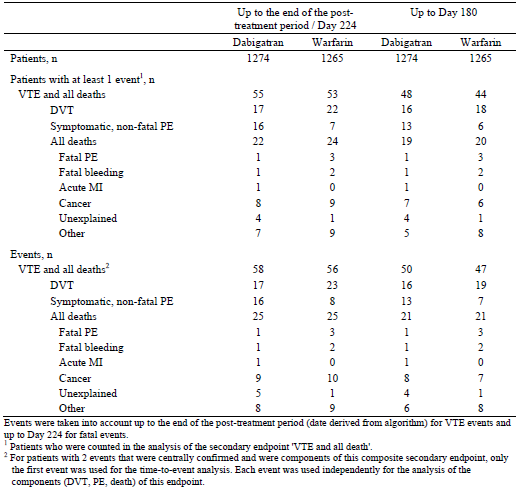 Up to the end of the post-treatment period / Day 224 Up to Day 180
Dabigatran Warfarin Dabigatran Warfarin
Patients, n 1274 1265 1274 1265
Patients with at least 1 event1, n
VTE and all deaths 55 53 48 44
DVT 17 22 16 18
Symptomatic, non-fatal PE 16 7 13 6
All deaths 22 24 19 20
Fatal PE 1 3 1 3
Fatal bleeding 1 2 1 2
Acute MI 1 0 1 0
Cancer 8 9 7 6
Unexplained 4 1 4 1
Other 7 9 5 8
Events, n
VTE and all deaths2 58 56 50 47
DVT 17 23 16 19
Symptomatic, non-fatal PE 16 8 13 7
All deaths 25 25 21 21
Fatal PE 1 3 1 3
Fatal bleeding 1 2 1 2
Acute MI 1 0 1 0
Cancer 9 10 8 7
Unexplained 5 1 4 1
Other 8 9 6 8
Events were taken into account up to the end of the post-treatment period (date derived from algorithm) for VTE events and
up to Day 224 for fatal events.
1 Patients who were counted in the analysis of the secondary endpoint 'VTE and all death'.
2 For patients with 2 events that were centrally confirmed and were components of this composite secondary endpoint, only
the first event was used for the time-to-event analysis. Each event was used independently for the analysis of the
components (DVT, PE, death) of this endpoint.